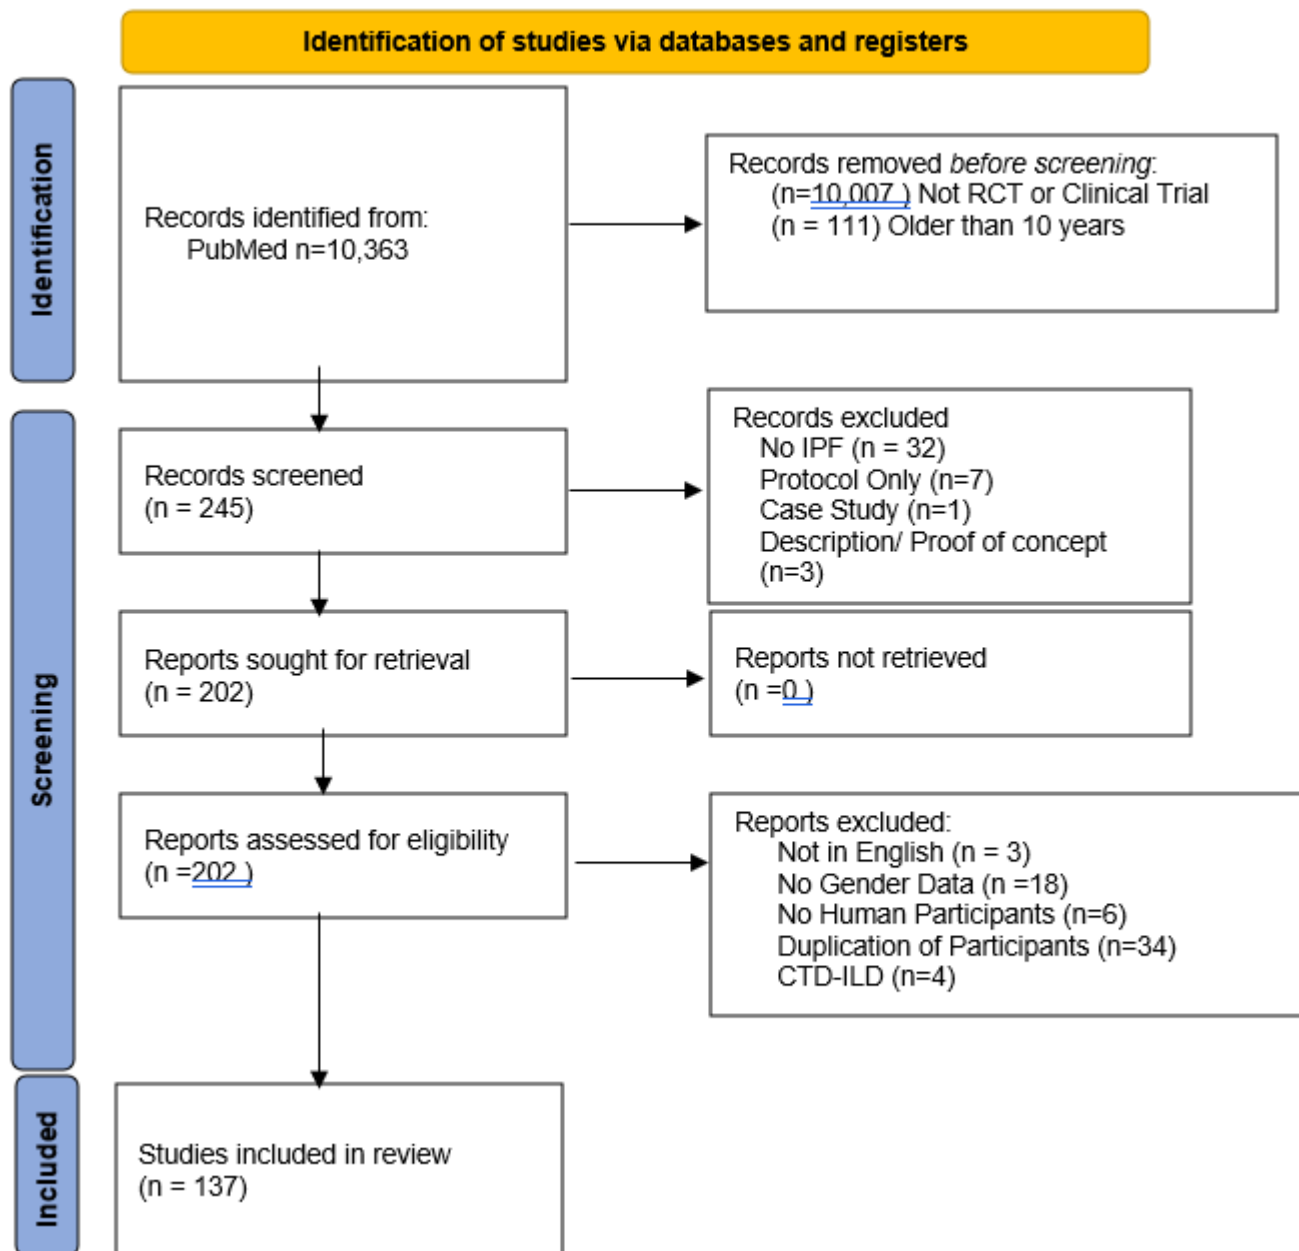 Identification of studies via databases and registers
Identification
Records identified from:
PubMed n=10,363
Records removed before screening:
(n=10,007 ) Not RCT or Clinical Trial
(n = 111) Older than 10 years
Screening
Records screened
(n = 245)
Records excluded
No IPF (n = 32)
Protocol Only (n=7)
Case Study (n=1)
Description/ Proof of concept
(n=3)
Reports sought for retrieval
(n = 202)
Reports not retrieved
(n =0 )
Reports assessed for eligibility
(n =202 )
Reports excluded:
Not in English (n = 3)
No Gender Data (n =18)
No Human Participants (n=6)
Duplication of Participants (n=34)
CTD-ILD (n=4)
Included
Studies included in review
(n = 137)